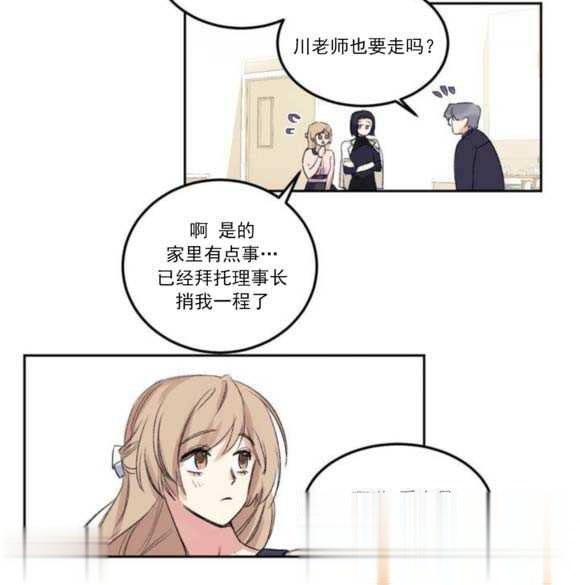 川老师也要走吗？
啊 是的
家里有点事…
已经拜托理事长
捎我一程了